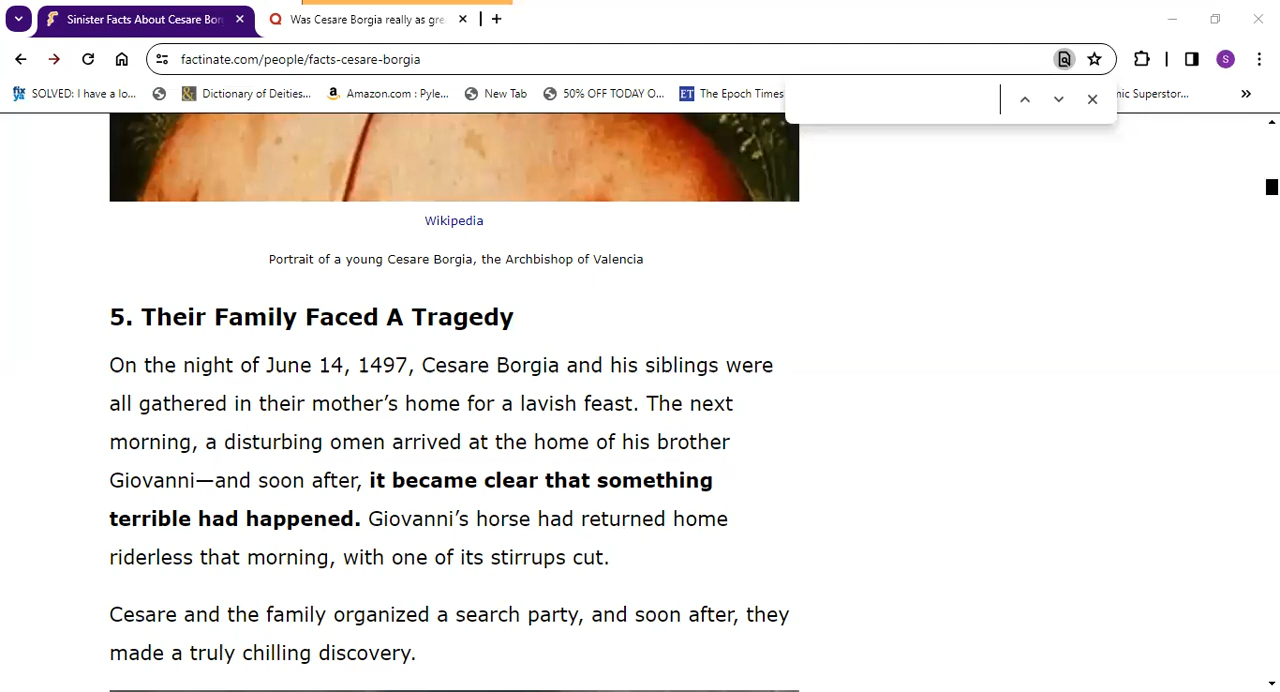 Sinister Facts About Cesare Bor
Was Cesare Borgia really as gre
factinate.com/people/facts-cesare-borgia
S
SOLVED: I have a lo...
Dictionary of Deities...
Amazon.com : Pyle...
New Tab
50% OFF TODAY O...
ET The Epoch Times
mic Superstor...
Wikipedia
Portrait of a young Cesare Borgia, the Archbishop of Valencia
5. Their Family Faced A Tragedy
On the night of June 14, 1497, Cesare Borgia and his siblings were
all gathered in their mother’s home for a lavish feast. The next
morning, a disturbing omen arrived at the home of his brother
Giovanni—and soon after, it became clear that something
terrible had happened. Giovanni’s horse had returned home
riderless that morning, with one of its stirrups cut.
Cesare and the family organized a search party, and soon after, they
made a truly chilling discovery.